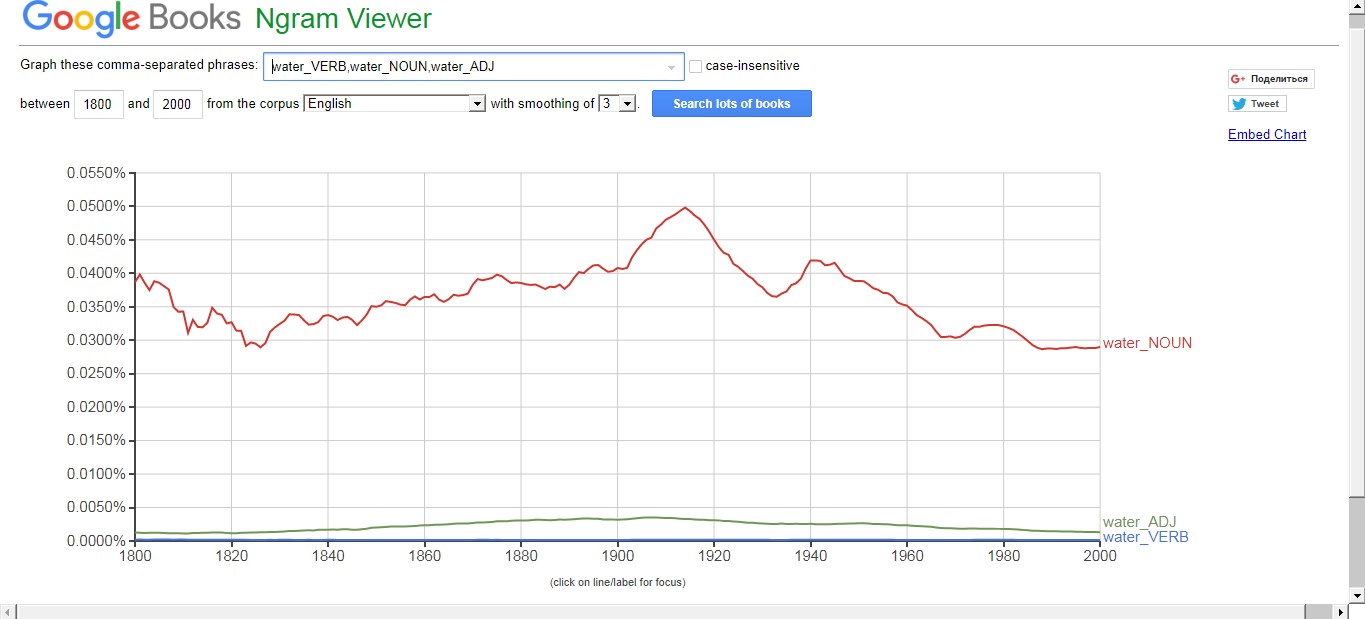 Google Books Ngram Viewer
Graph these comma-separated phrases: water_VERB,water_NOUN,water_ADJ case-insensitive
between 1800 and 2000 from the corpus English with smoothing of 3 . Search lots of books
G+ Поделиться
Tweet
Embed Chart
0.0550%
0.0500%
0.0450%
0.0400%
0.0350%
0.0300%
water_NOUN
0.0250%
0.0200%
0.0150%
0.0100%
0.0050%
water_ADJ
water_VERB
0.0000%
1800 1820 1840 1860 1880 1900 1920 1940 1960 1980 2000
(click on line/label for focus)